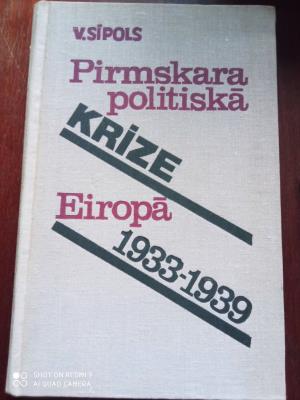 V. SĪPOLS
Pirmskara
politiskā
KRĪZE
Eiropā
1933-1939
SHOT ON REDMI 9
AI QUAD CAMERA